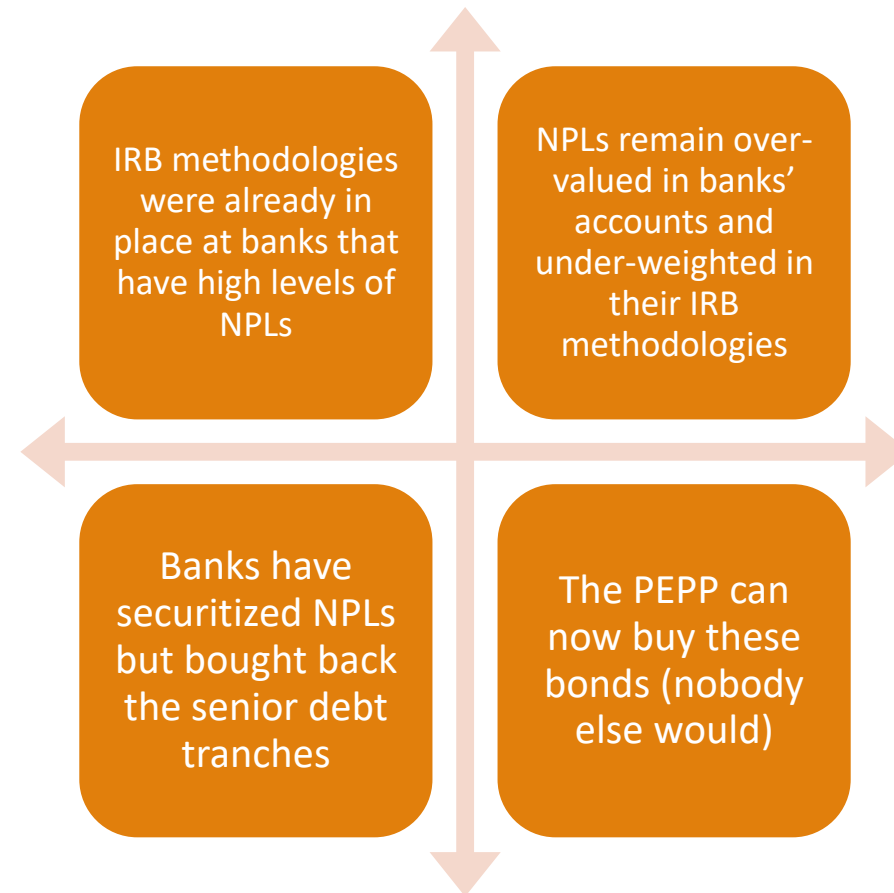 IRB methodologies
were already in
place at banks that
have high levels of
NPLs
NPLs remain over-
valued in banks’
accounts and
under-weighted in
their IRB
methodologies
Banks have
securitized NPLs
but bought back
the senior debt
tranches
The PEPP can
now buy these
bonds (nobody
else would)